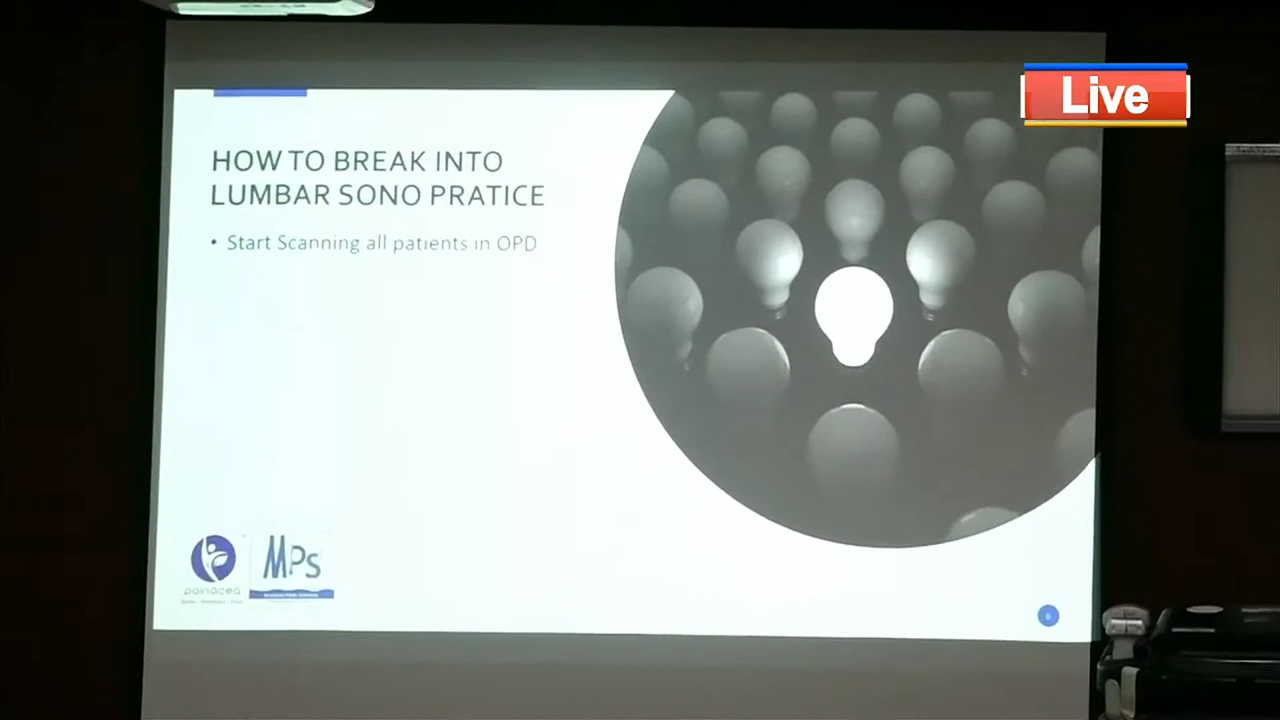 Live
HOW TO BREAK INTO
LUMBAR SONO PRATICE
• Start Scanning all patients in OPD
painacea
MPs